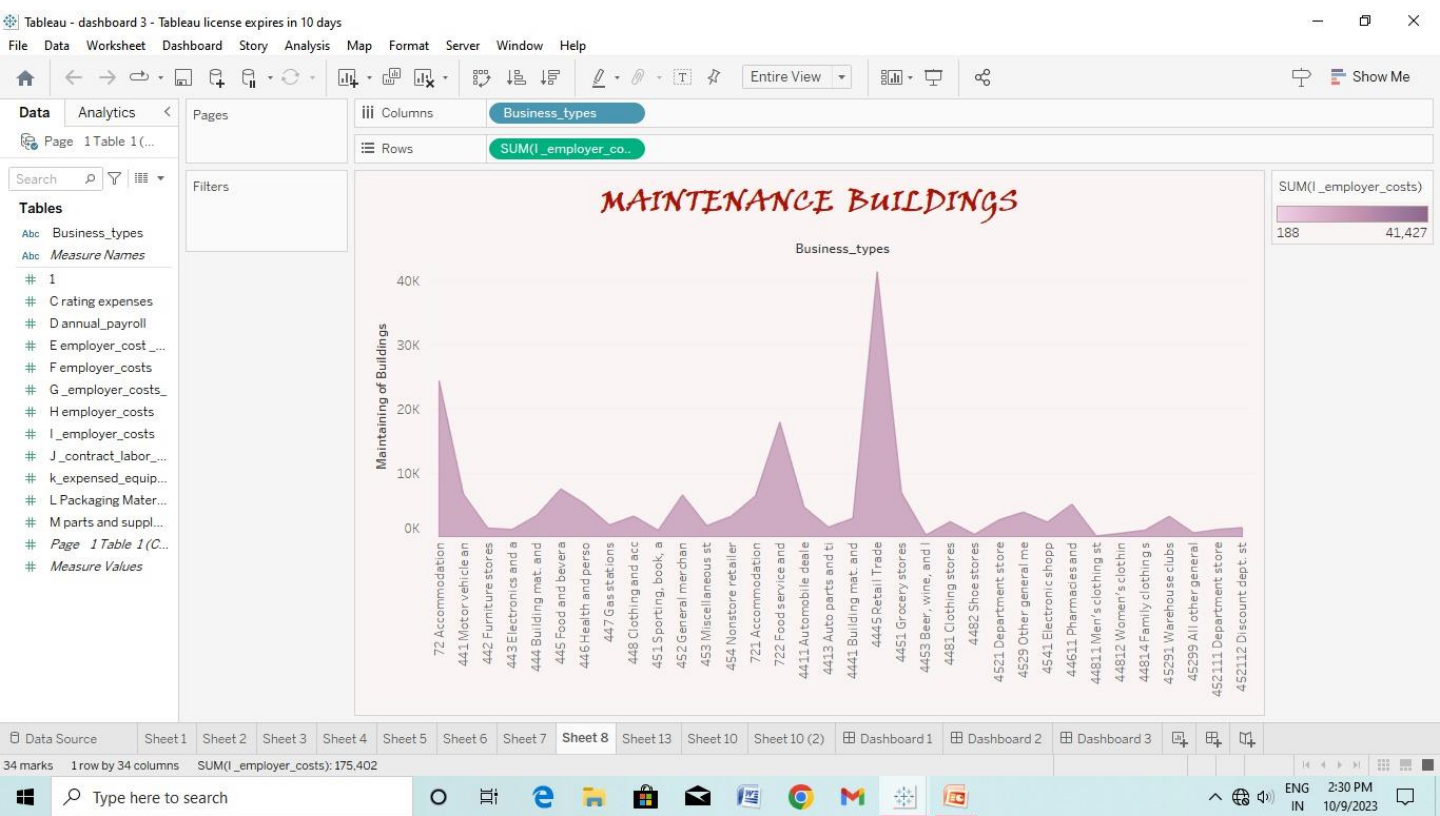 Tableau - dashboard 3 - Tableau license expires in 10 days
File Data Worksheet Dashboard Story Analysis Map Format Server Window Help
Entire View
Show Me
Data Analytics
Page 1 Table 1 (...
Search
Tables
Abc Business_types
Abc Measure Names
# 1
# C rating expenses
# D annual_payroll
# E employer_cost_...
# F employer_costs
# G_employer_costs_
# H employer_costs
# I_employer_costs
# J_contract_labor_...
# k_expensed_equip...
# L Packaging Mater...
# M parts and suppl...
# Page 1 Table 1 (C...
# Measure Values
Pages
Filters
Columns Business_types
Rows SUM(I_employer_co..
MAINTENANCE BUILDINGS
Business_types
Maintaining of Buildings
40K
30K
20K
10K
0K
72 Accommodation
441 Motor vehicle an
442 Furniture stores
443 Electronics and a
444 Building mat. and
445 Food and bevera
446 Health and perso
447 Gas stations
448 Clothing and acc
451 Sporting, book, a
452 General merchan
453 Miscellaneous st
454 Nonstore retailer
721 Accommodation
722 Food service and
4411 Automobile deale
4413 Auto parts and ti
4441 Building mat. and
4445 Retail Trade
4451 Grocery stores
4453 Beer, wine, and l
4481 Clothing stores
4482 Shoe stores
4521 Department store
4529 Other general me
4541 Electronic shopp
44611 Pharmacies and
44811 Men's clothing st
44812 Women's clothin
44814 Family clothing s
45291 Warehouse clubs
45299 All other general
452111 Department store
452112 Discount dept. st
SUM(I_employer_costs)
188 41,427
Data Source Sheet 1 Sheet 2 Sheet 3 Sheet 4 Sheet 5 Sheet 6 Sheet 7 Sheet 8 Sheet 13 Sheet 10 Sheet 10 (2) Dashboard 1 Dashboard 2 Dashboard 3
34 marks 1 row by 34 columns SUM(I_employer_costs): 175,402
Type here to search
ENG 2:30 PM
IN 10/9/2023